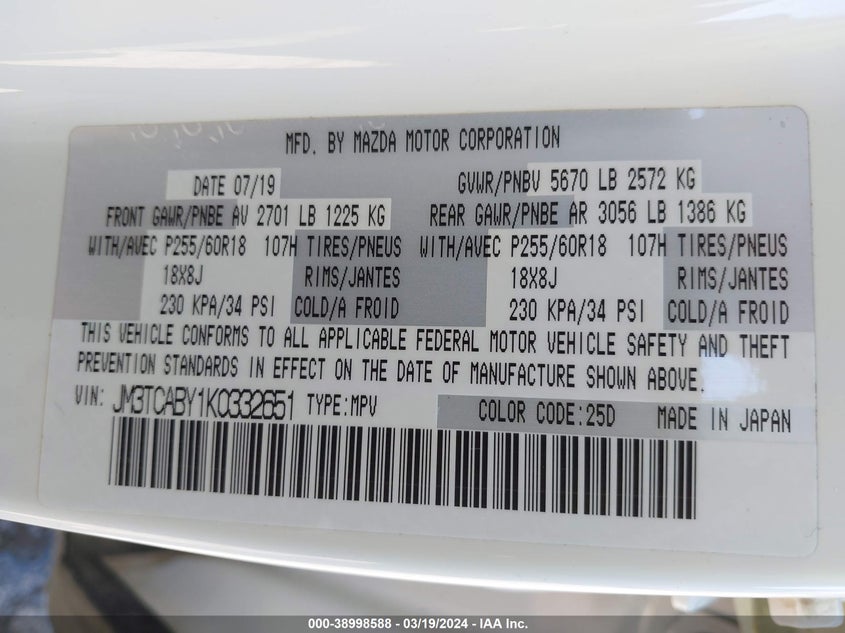 MFD. BY MAZDA MOTOR CORPORATION
DATE 07/19 GVWR/PNBV 5670 LB 2572 KG
FRONT GAWR/PNBE AV 2701 LB 1225 KG REAR GAWR/PNBE AR 3056 LB 1386 KG
WITH/AVEC P255/60R18 107H TIRES/PNEUS WITH/AVEC P255/60R18 107H TIRES/PNEUS
18X8J RIMS/JANTES 18X8J RIMS/JANTES
230 KPA/34 PSI COLD/A FROID 230 KPA/34 PSI COLD/A FROID
THIS VEHICLE CONFORMS TO ALL APPLICABLE FEDERAL MOTOR VEHICLE SAFETY AND THEFT
PREVENTION STANDARDS IN EFFECT ON THE DATE OF MANUFACTURE SHOWN ABOVE.
VIN: JM3TCABY1K0332651 TYPE:MPV COLOR CODE:25D MADE IN JAPAN
000-38998588 — 03/19/2024 — IAA Inc.